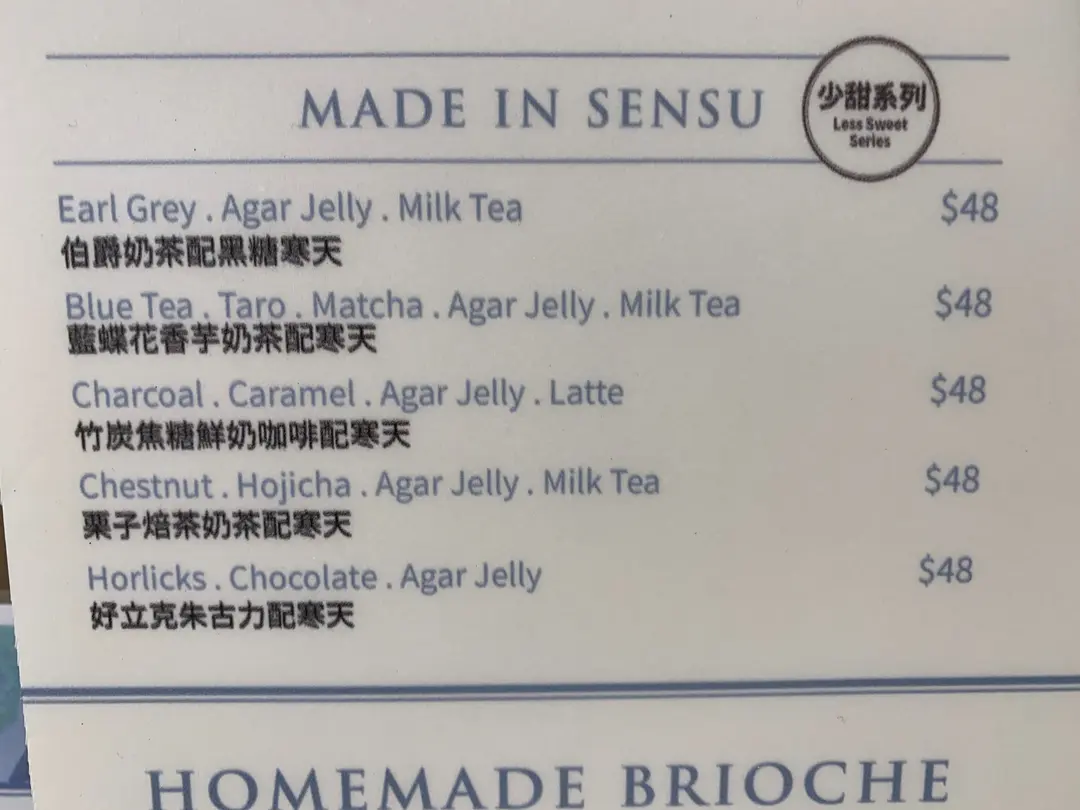 MADE IN SENSU
少甜系列
Less Sweet
Series
Earl Grey . Agar Jelly . Milk Tea $48
伯爵奶茶配黑糖寒天
Blue Tea . Taro . Matcha . Agar Jelly . Milk Tea $48
藍蝶花香芋奶茶配寒天
Charcoal . Caramel . Agar Jelly . Latte $48
竹炭焦糖鮮奶咖啡配寒天
Chestnut . Hojicha . Agar Jelly . Milk Tea $48
栗子焙茶奶茶配寒天
Horlicks . Chocolate . Agar Jelly $48
好立克朱古力配寒天
HOMEMADE BRIOCHE